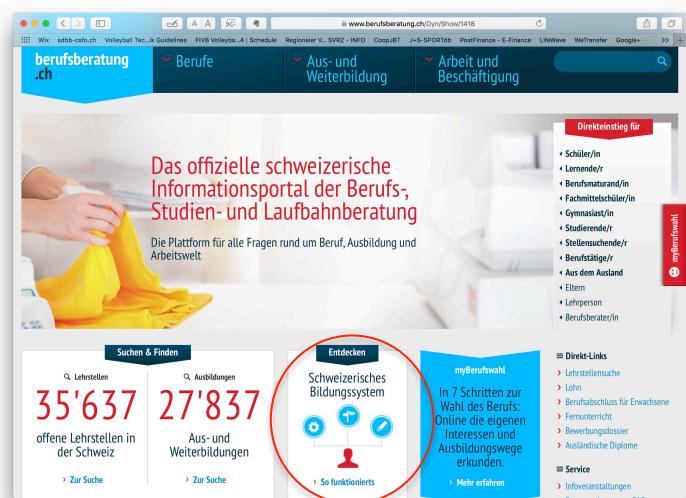 A A
www.berufsberatung.ch/Dyn/Show/1418
Wix sdbb-csfo.ch Volleyball Tec...lk Guidelines FIVB Volleyba...4 | Schedule Regionaler V... SVRZ - INFO CoopJBT J+S-SPORTdb PostFinance - E-Finance LifeWave WeTransfer Google+ >> +
berufsberatung
.ch
Berufe
Aus- und
Weiterbildung
Arbeit und
Beschäftigung
Das offizielle schweizerische
Informationsportal der Berufs-,
Studien- und Laufbahnberatung
Die Plattform für alle Fragen rund um Beruf, Ausbildung und
Arbeitswelt
Direkteinstieg für
Schüler/in
Lernende/r
Berufsmaturand/in
Fachmittelschüler/in
Gymnasiast/in
Studierende/r
Stellensuchende/r
Berufstätige/r
Aus dem Ausland
Eltern
Lehrperson
Berufsberater/in
myBerufswahl
Suchen & Finden
Lehrstellen
35'637
offene Lehrstellen in
der Schweiz
> Zur Suche
Ausbildungen
27'837
Aus- und
Weiterbildungen
> Zur Suche
Entdecken
Schweizerisches
Bildungssystem
> So funktionierts
myBerufswahl
In 7 Schritten zur
Wahl des Berufs:
Online die eigenen
Interessen und
Ausbildungswege
erkunden.
> Mehr erfahren
Direkt-Links
> Lehrstellensuche
> Lohn
> Berufsabschluss für Erwachsene
> Fernunterricht
> Bewerbungsdossier
> Ausländische Diplome
Service
> Infoveranstaltungen